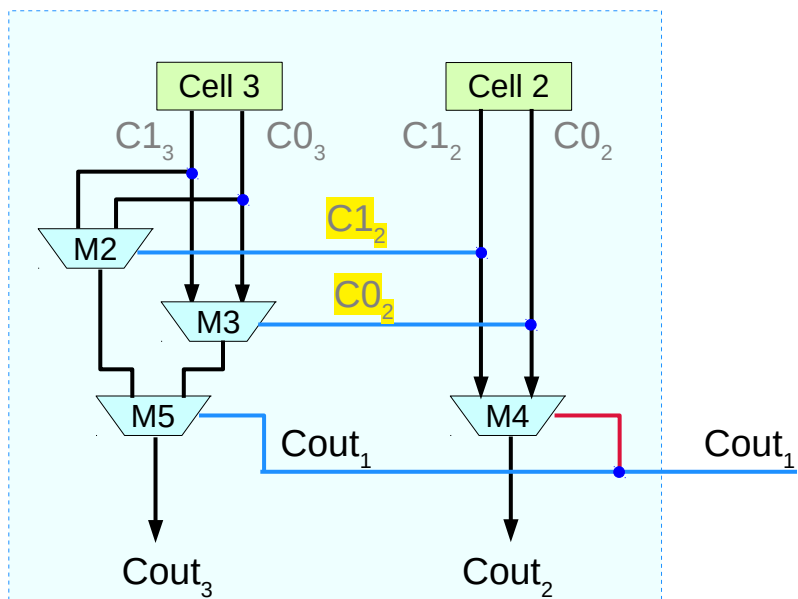 Cell 3
Cell 2
C1₃
C0₃
C1₂
C0₂
C1₂
M2
C0₂
M3
M5
M4
Cout₁
Cout₁
Cout₃
Cout₂